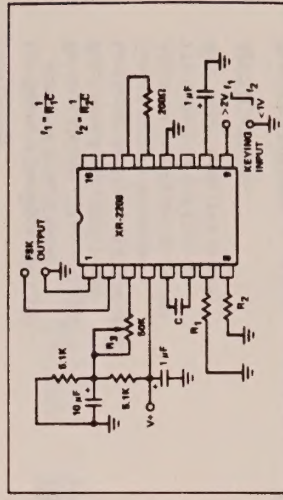 FSK
OUTPUT
f₁ = 1/R₁C
f₂ = 1/R₂C
5.1K
10 µF
+
R₃
50K
5.1K
V+
1 µF
+
C
R₁
R₂
1
8
16
9
XR-2206
200Ω
1 µF
+
>2V
f₁
f₂
<1V
KEYING
INPUT